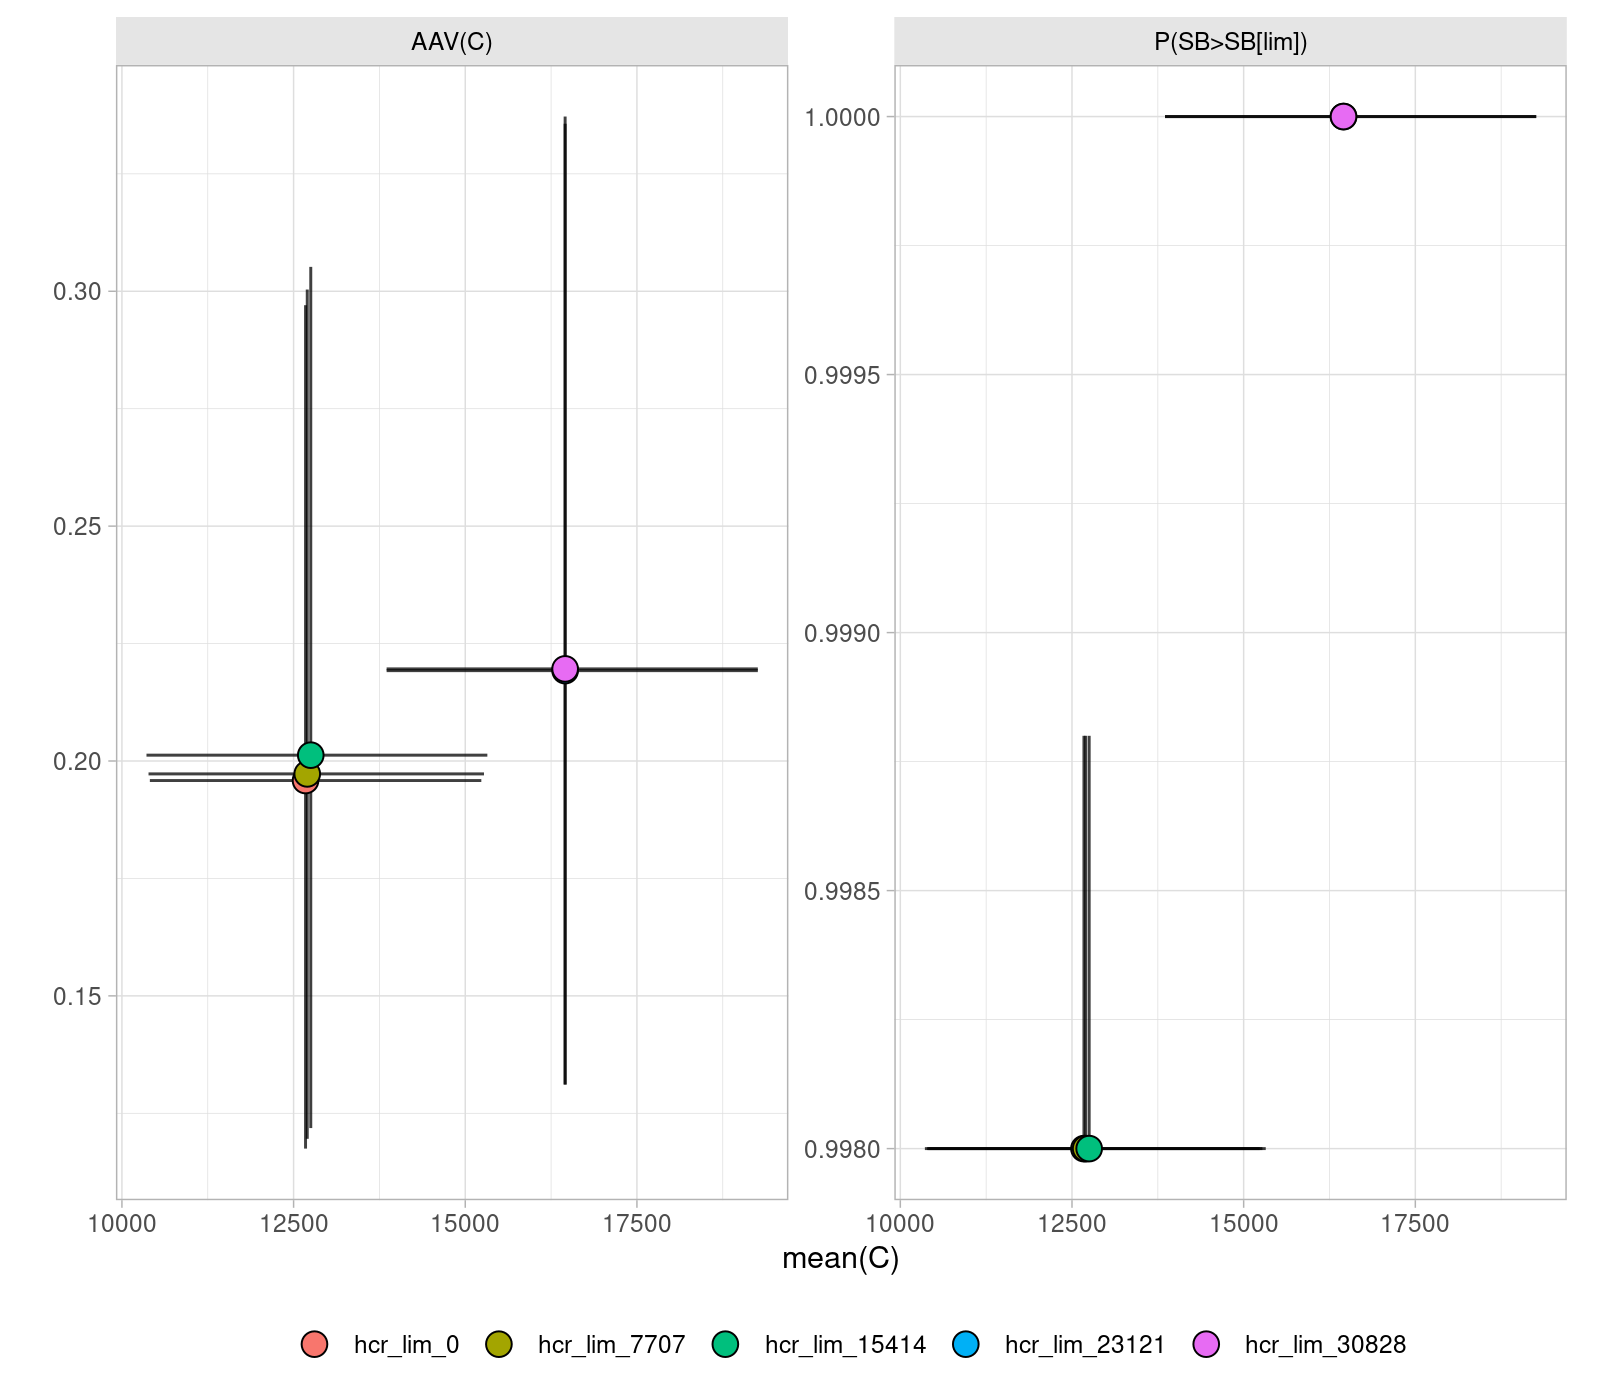 AAV(C)
P(SB>SB[lim])
0.30
0.25
0.20
0.15
1.0000
0.9995
0.9990
0.9985
0.9980
10000 12500 15000 17500
10000 12500 15000 17500
mean(C)
hcr_lim_0 hcr_lim_7707 hcr_lim_15414 hcr_lim_23121 hcr_lim_30828